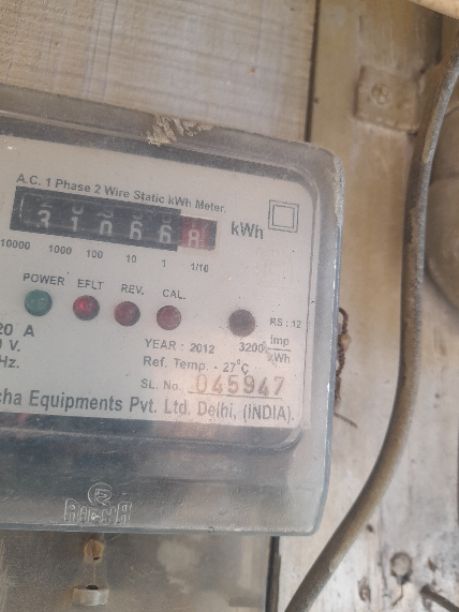 A.C. 1 Phase 2 Wire Static kWh Meter.
310668 kWh
10000 1000 100 10 1 1/10
POWER EFLT REV. CAL.
RS : 12
20 A
YEAR : 2012 3200 imp/kWh
V.
Hz. Ref. Temp. - 27°C
SL. No. 045947
cha Equipments Pvt. Ltd. Delhi, (INDIA).